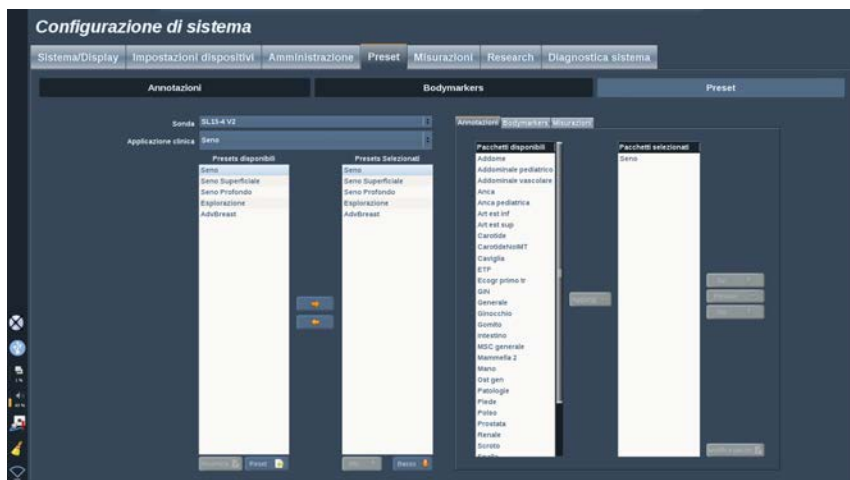 Configurazione di sistema
Sistema/Display Impostazioni dispositivi Amministrazione Preset Misurazioni Research Diagnostica sistema
Annotazioni Bodymarkers Preset
Sonda SL15-4 V2
Applicazione clinica Seno
Annotazioni Bodymarkers Misurazioni
Presets disponibili
Seno
Seno Superficiale
Seno Profondo
Esplorazione
AdvBreast
Presets Selezionati
Seno
Seno Superficiale
Seno Profondo
Esplorazione
AdvBreast
Preset
Basso
Pacchetti disponibili
Addome
Addominale pediatrico
Addominale vascolare
Anca
Anca pediatrica
Art est inf
Art est sup
Carotide
CarotideNoIMT
Caviglia
ETP
Ecogr primo tr
GIN
Generale
Ginocchio
Gomito
Intestino
MSC generale
Mammella 2
Mano
Ost gen
Patologie
Piede
Polso
Prostata
Renale
Scroto
Pacchetti selezionati
Seno